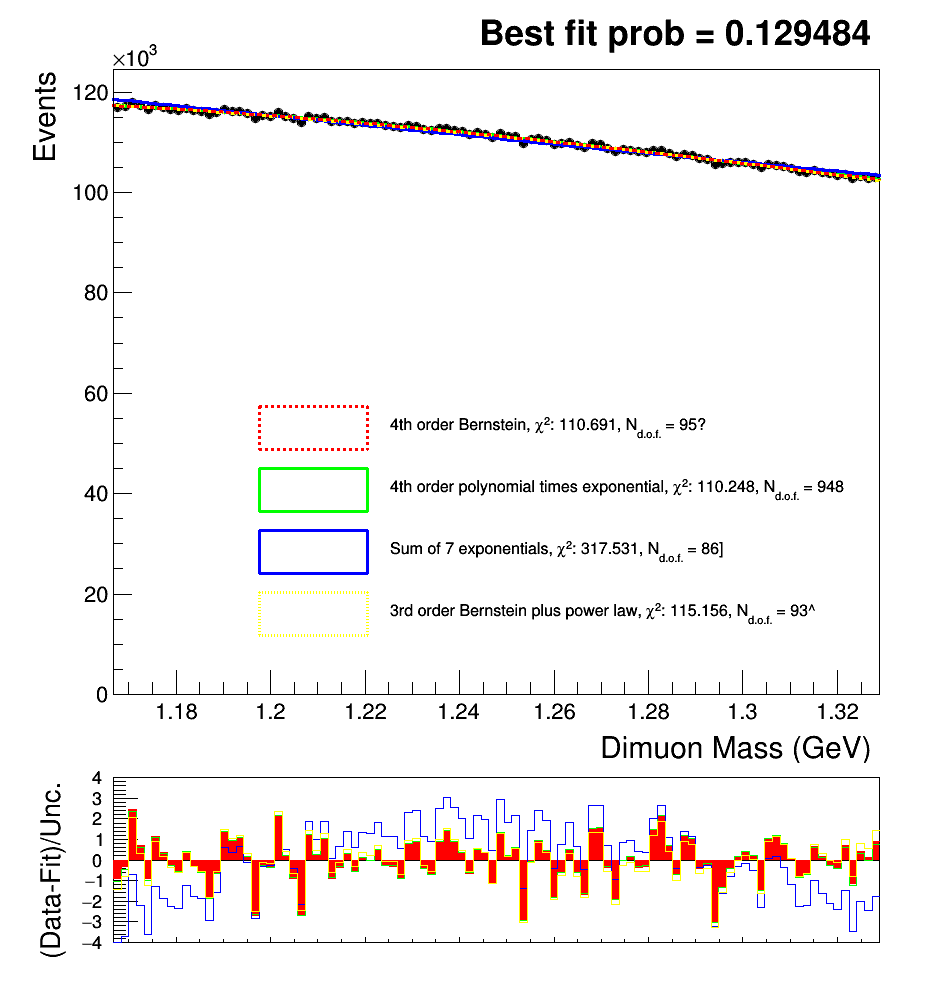 Best fit prob = 0.129484
×10³
Events
120
100
80
60
40
20
0
4th order Bernstein, χ²: 110.691, N_d.o.f. = 95?
4th order polynomial times exponential, χ²: 110.248, N_d.o.f. = 948
Sum of 7 exponentials, χ²: 317.531, N_d.o.f. = 86]
3rd order Bernstein plus power law, χ²: 115.156, N_d.o.f. = 93^
1.18 1.2 1.22 1.24 1.26 1.28 1.3 1.32
Dimuon Mass (GeV)
(Data-Fit)/Unc.
4
3
2
1
0
−1
−2
−3
−4